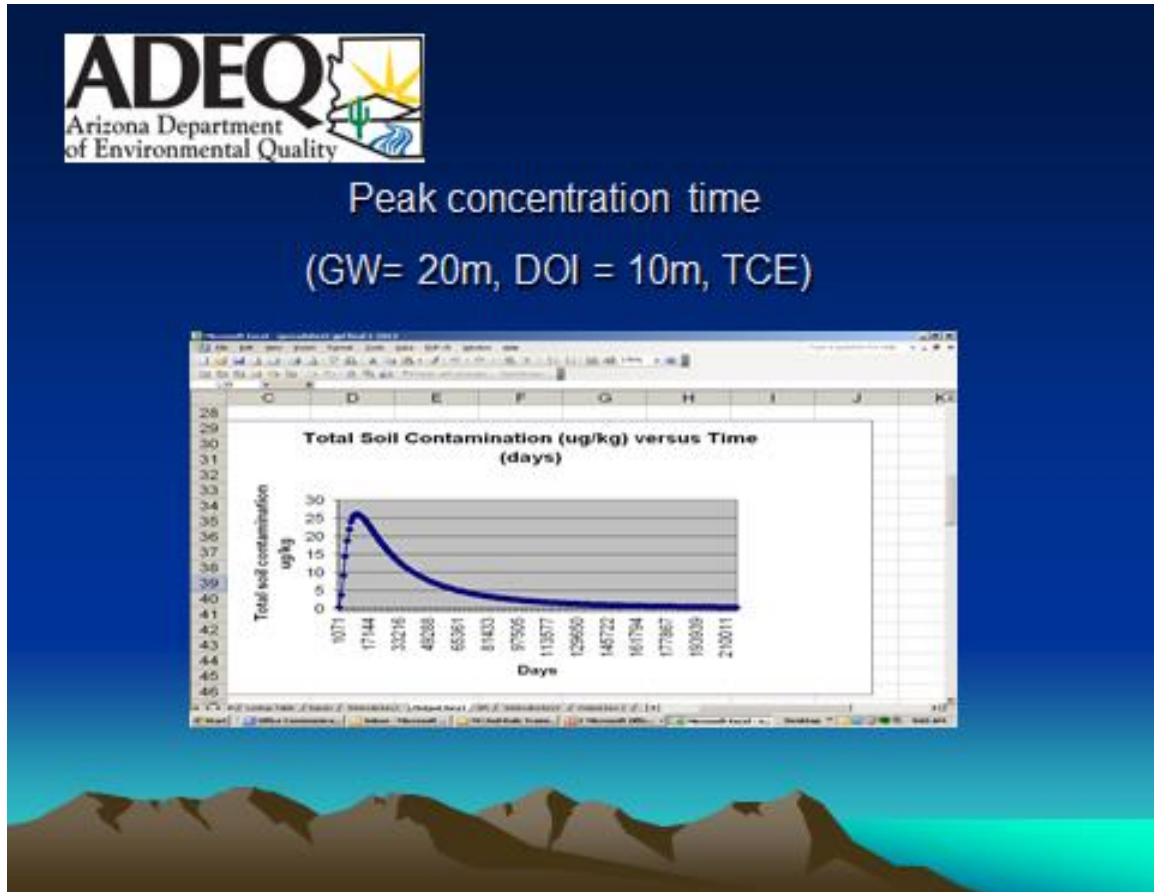 ADEQ
Arizona Department
of Environmental Quality
Peak concentration time
(GW= 20m, DOI = 10m, TCE)
C D E F G H I J K
28
29
30
31
32
33
34
35
36
37
38
39
40
41
42
43
44
45
46
Total Soil Contamination (ug/kg) versus Time
(days)
Total soil contamination
ug/kg
30
25
20
15
10
5
0
1071 17144 33216 49288 65361 81433 97505 113577 129650 145722 161794 177867 193939 210011
Days